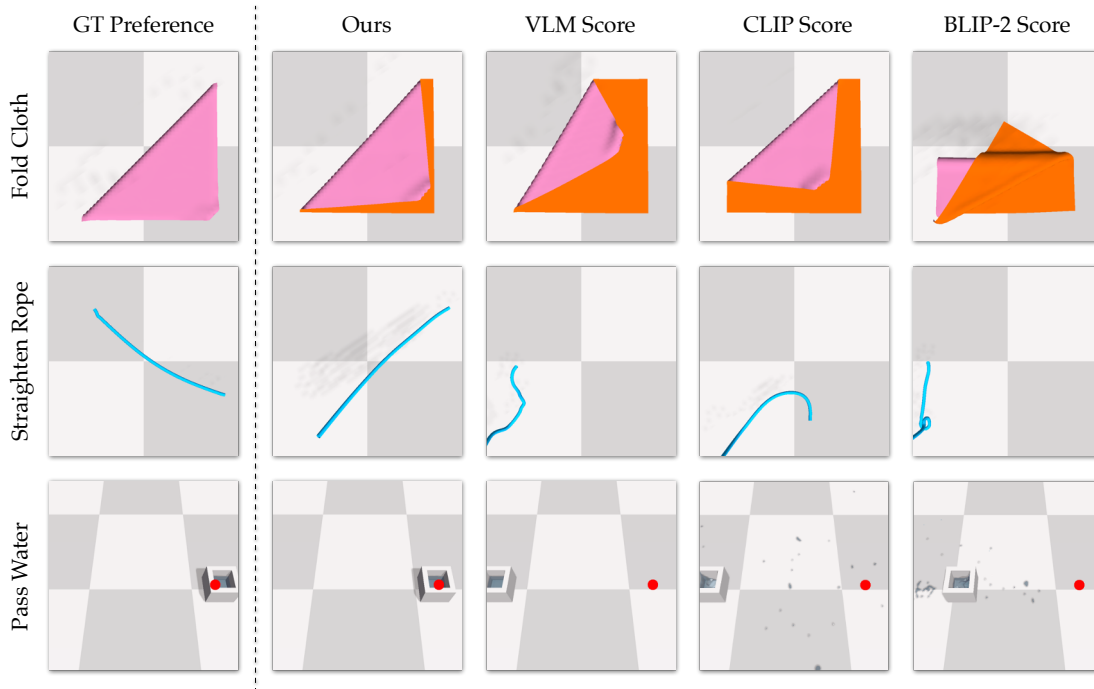 GT Preference
Ours
VLM Score
CLIP Score
BLIP-2 Score
Fold Cloth
Straighten Rope
Pass Water